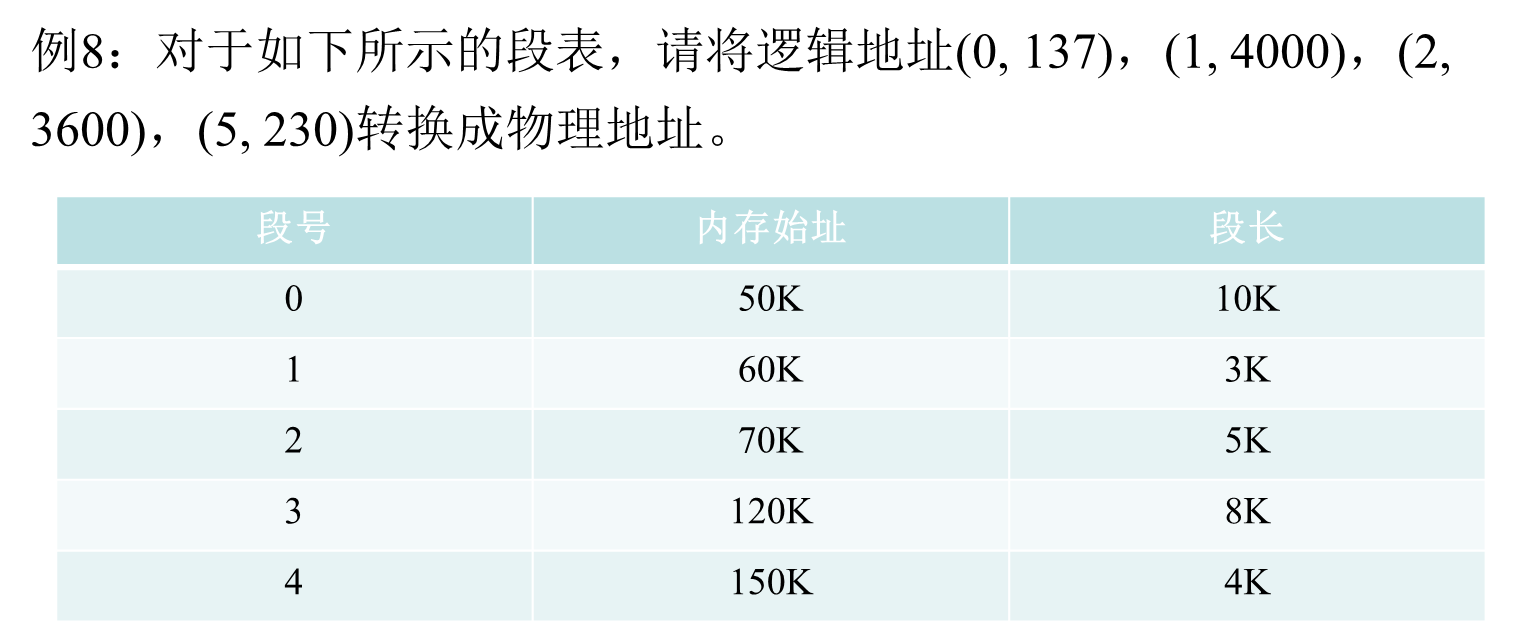 例8：对于如下所示的段表，请将逻辑地址(0, 137)，(1, 4000)，(2,
3600)，(5, 230)转换成物理地址。
段号 内存始址 段长
0 50K 10K
1 60K 3K
2 70K 5K
3 120K 8K
4 150K 4K